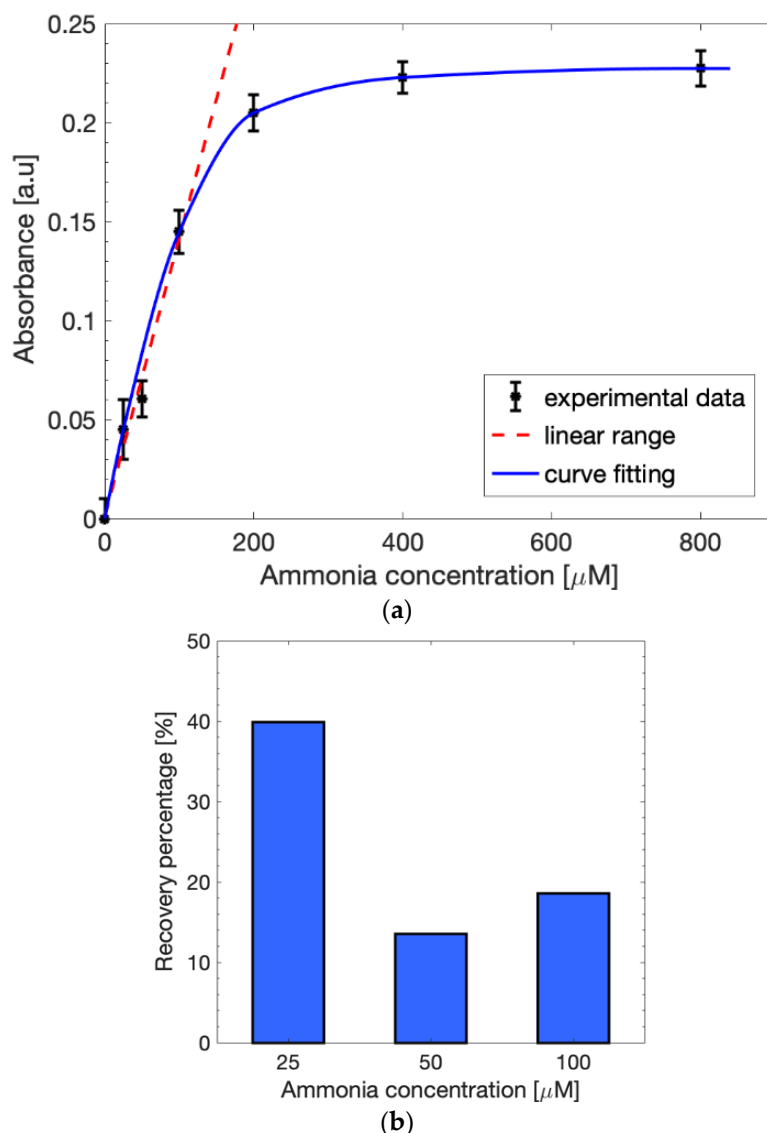 0.25
0.2
0.15
0.1
0.05
0
Absorbance [a.u]
experimental data
linear range
curve fitting
0 200 400 600 800
Ammonia concentration [μM]
(a)
50
40
30
20
10
0
Recovery percentage [%]
25 50 100
Ammonia concentration [μM]
(b)